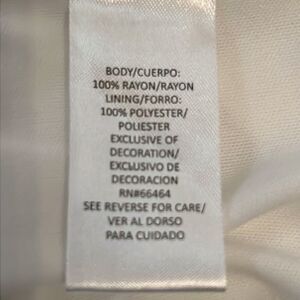 BODY/CUERPO:
100% RAYON/RAYON
LINING/FORRO:
100% POLYESTER/
POLIESTER
EXCLUSIVE OF
DECORATION/
EXCLUSIVO DE
DECORACION
RN#66464
SEE REVERSE FOR CARE/
VER AL DORSO
PARA CUIDADO